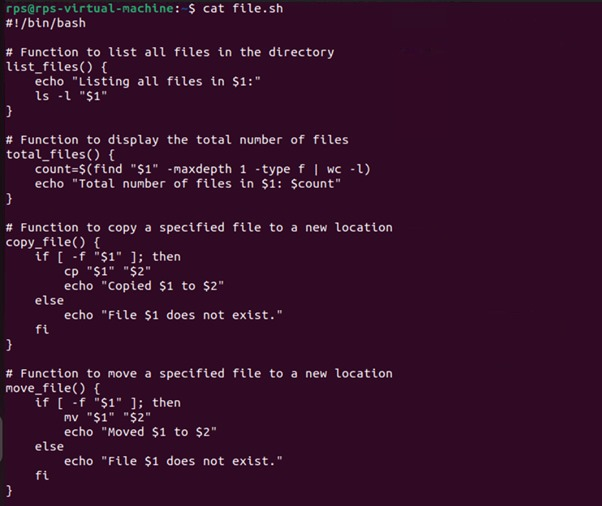 rps@rps-virtual-machine:~$ cat file.sh
#!/bin/bash

# Function to list all files in the directory
list_files() {
    echo "Listing all files in $1:"
    ls -l "$1"
}

# Function to display the total number of files
total_files() {
    count=$(find "$1" -maxdepth 1 -type f | wc -l)
    echo "Total number of files in $1: $count"
}

# Function to copy a specified file to a new location
copy_file() {
    if [ -f "$1" ]; then
        cp "$1" "$2"
        echo "Copied $1 to $2"
    else
        echo "File $1 does not exist."
    fi
}

# Function to move a specified file to a new location
move_file() {
    if [ -f "$1" ]; then
        mv "$1" "$2"
        echo "Moved $1 to $2"
    else
        echo "File $1 does not exist."
    fi
}